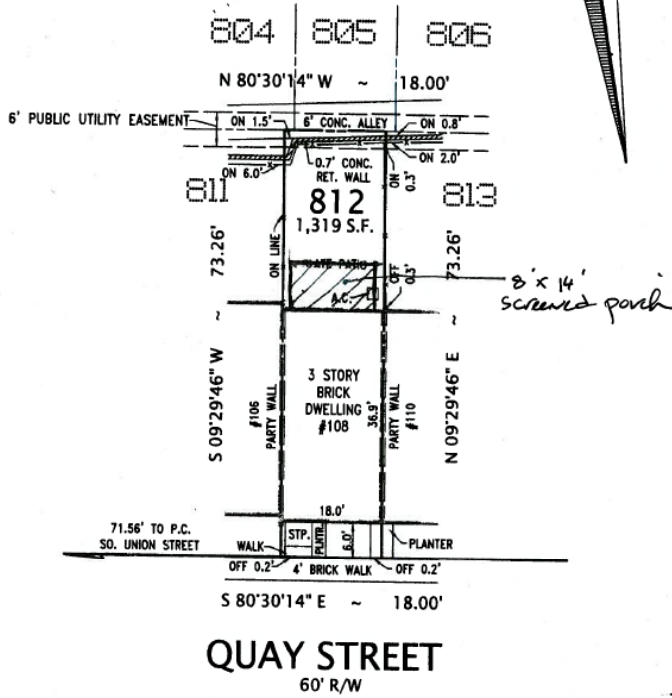 804 805 806
N 80°30'14" W ~ 18.00'
6' PUBLIC UTILITY EASEMENT
ON 1.5' 6' CONC. ALLEY ON 0.8'
ON 6.0' 0.7' CONC. RET. WALL ON 2.0'
ON 0.3'
811 812 813
1,319 S.F.
73.26' ON LINE 73.26'
SLATE PATIO OFF 0.3'
A.C.
8' x 14'
screened porch
S 09°29'46" W ~ N 09°29'46" E ~
3 STORY
BRICK
DWELLING
#108
#106
PARTY WALL
36.9'
PARTY WALL
#110
18.0'
71.56' TO P.C.
SO. UNION STREET
WALK STP. PLNTR. 6.0' PLANTER
OFF 0.2' 4' BRICK WALK OFF 0.2'
S 80°30'14" E ~ 18.00'
QUAY STREET
60' R/W